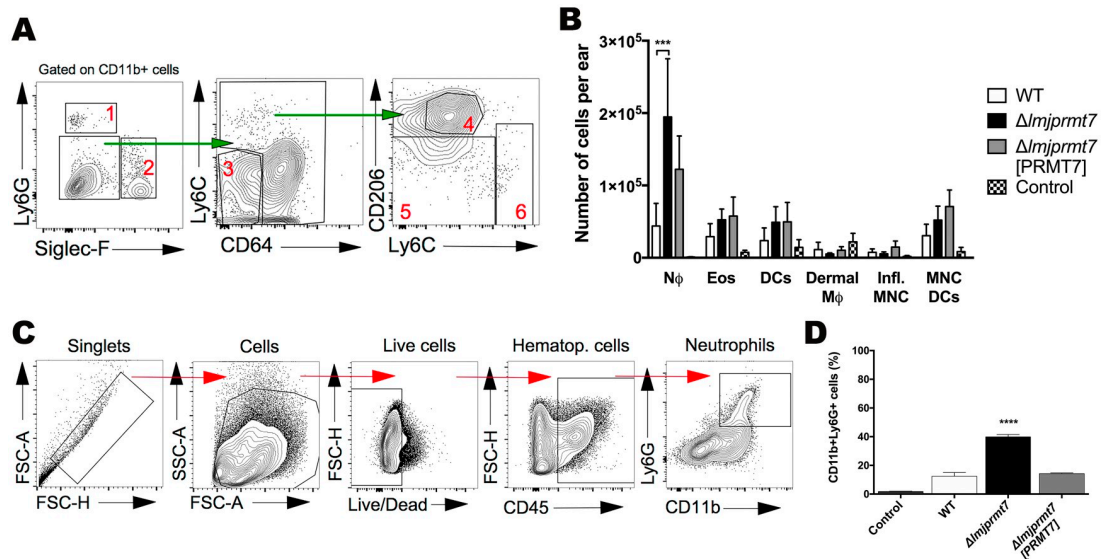 A
Gated on CD11b+ cells
Ly6G
1
2
Siglec-F
Ly6C
3
CD64
CD206
4
5
6
Ly6C
B
Number of cells per ear
3×10⁵
2×10⁵
1×10⁵
0
***
Nϕ
Eos
DCs
Dermal
Mϕ
Infl.
MNC
MNC
DCs
WT
Δlmjprmt7
Δlmjprmt7
[PRMT7]
Control
C
Singlets
FSC-A
FSC-H
Cells
SSC-A
FSC-A
Live cells
FSC-H
Live/Dead
Hematop. cells
FSC-H
CD45
Neutrophils
Ly6G
CD11b
D
CD11b+Ly6G+ cells (%)
100
80
60
40
20
0
****
Control
WT
Δlmjprmt7
Δlmjprmt7
[PRMT7]